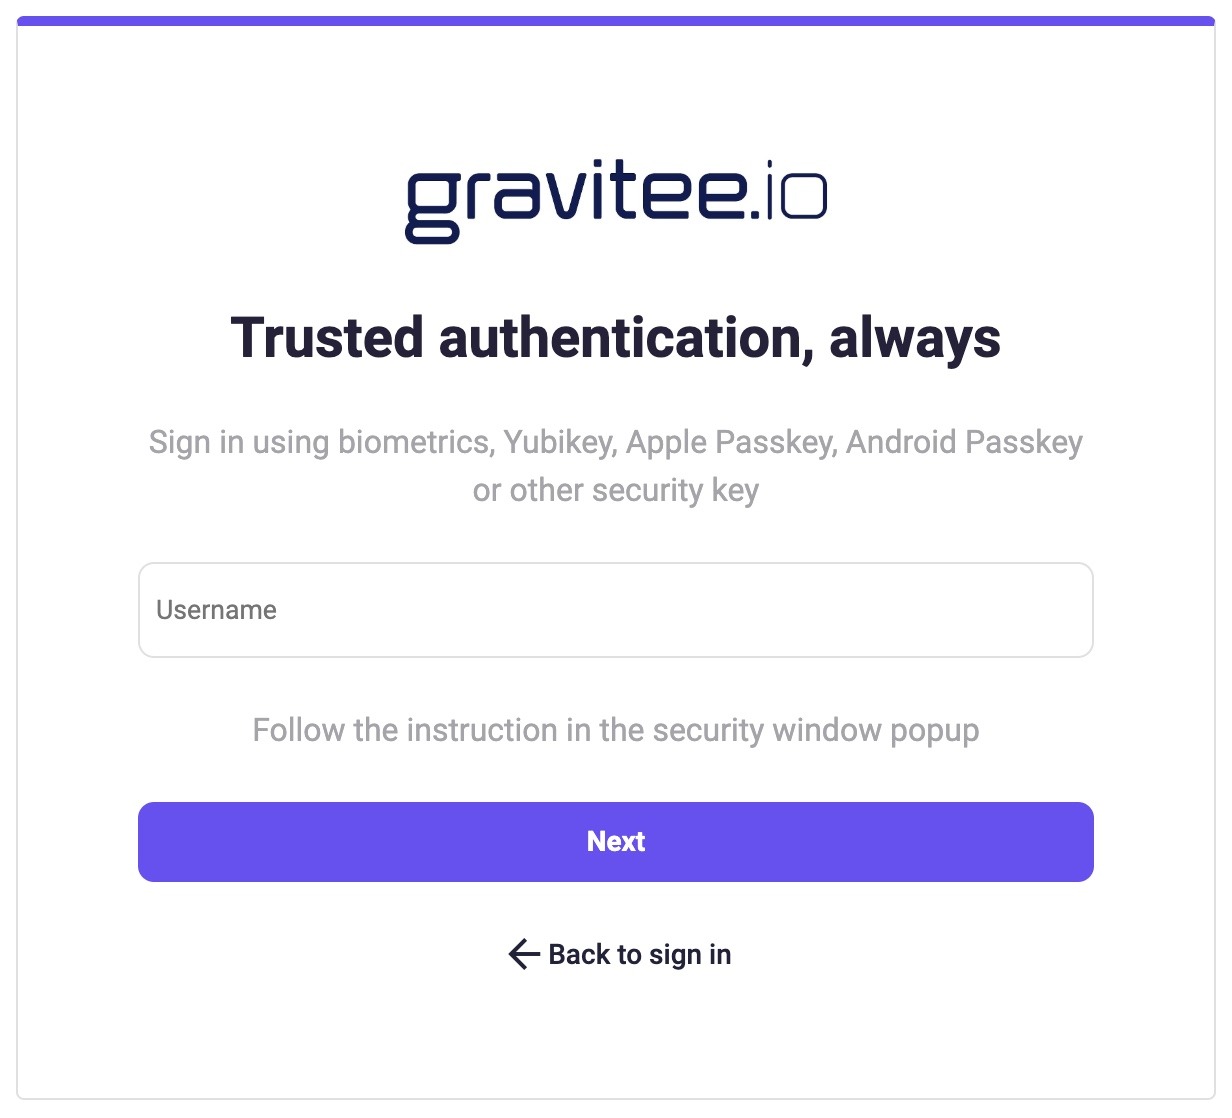 gravitee.io
Trusted authentication, always
Sign in using biometrics, Yubikey, Apple Passkey, Android Passkey
or other security key
Username
Follow the instruction in the security window popup
Next
Back to sign in